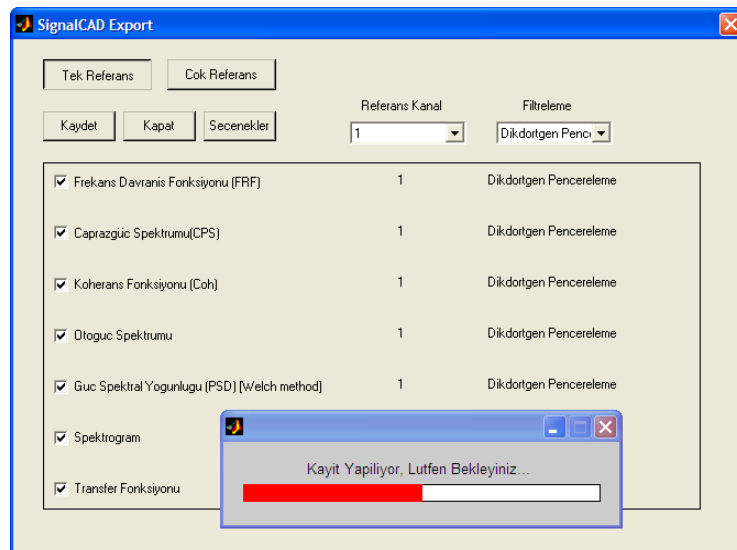 SignalCAD Export
Tek Referans Cok Referans
Referans Kanal Filtreleme
Kaydet Kapat Secenekler 1 Dikdortgen Penc
Frekans Davranis Fonksiyonu (FRF) 1 Dikdortgen Pencereleme
Caprazgüc Spektrumu(CPS) 1 Dikdortgen Pencereleme
Koherans Fonksiyonu (Coh) 1 Dikdortgen Pencereleme
Otoguc Spektrumu 1 Dikdortgen Pencereleme
Guc Spektral Yogunlugu (PSD) [Welch method] 1 Dikdortgen Pencereleme
Spektrogram
Kayit Yapiliyor, Lutfen Bekleyiniz...
Transfer Fonksiyonu